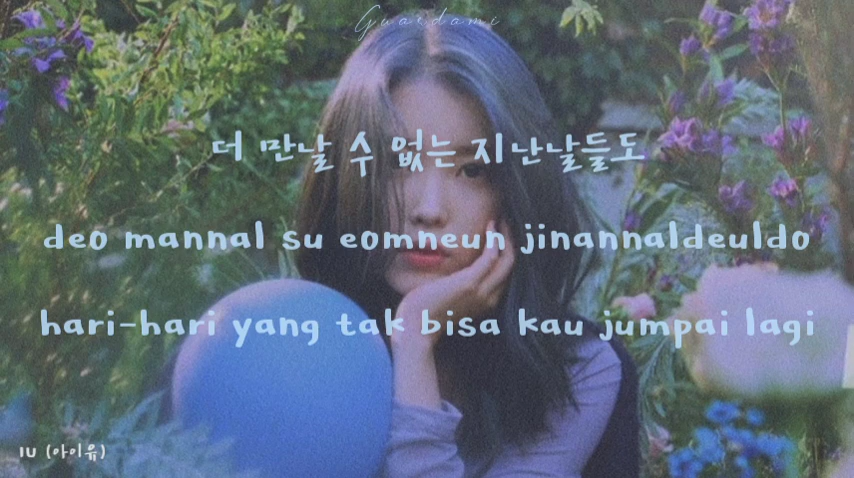 Guardami
더 만날 수 없는 지난날들도
deo mannal su eomneun jinannaldeuldo
hari-hari yang tak bisa kau jumpai lagi
IU (아이유)